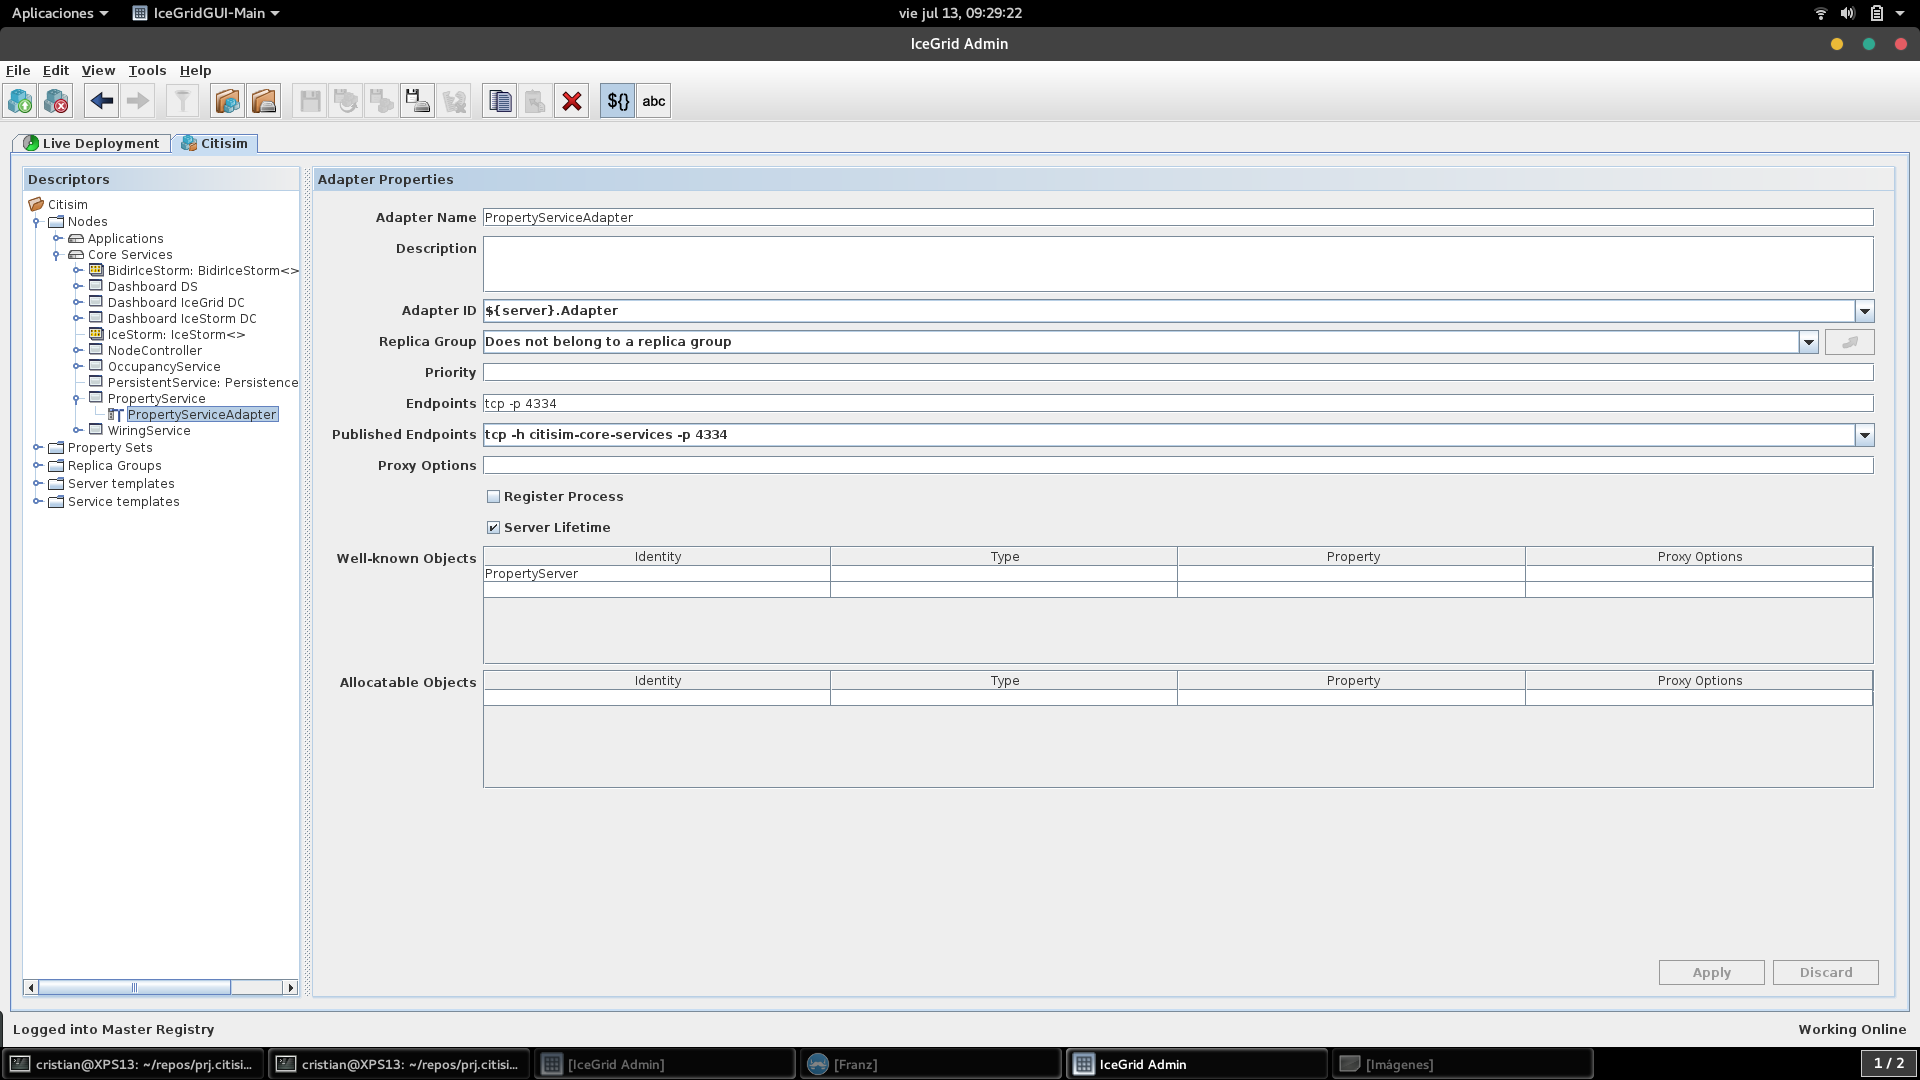 Aplicaciones IceGridGUI-Main vie jul 13, 09:29:22
IceGrid Admin
File Edit View Tools Help
${} abc
Live Deployment Citisim
Descriptors
Citisim
Nodes
Applications
Core Services
BidirIceStorm: BidirIceStorm<>
Dashboard DS
Dashboard IceGrid DC
Dashboard IceStorm DC
IceStorm: IceStorm<>
NodeController
OccupancyService
PersistentService: Persistence
PropertyService
PropertyServiceAdapter
WiringService
Property Sets
Replica Groups
Server templates
Service templates
Adapter Properties
Adapter Name PropertyServiceAdapter
Description
Adapter ID ${server}.Adapter
Replica Group Does not belong to a replica group
Priority
Endpoints tcp -p 4334
Published Endpoints tcp -h citisim-core-services -p 4334
Proxy Options
Register Process
Server Lifetime
Well-known Objects Identity Type Property Proxy Options
PropertyServer
Allocatable Objects Identity Type Property Proxy Options
Apply Discard
Logged into Master Registry Working Online
cristian@XPS13: ~/repos/prj.citisi... cristian@XPS13: ~/repos/prj.citisi... [IceGrid Admin] [Franz] IceGrid Admin [Imágenes] 1 / 2